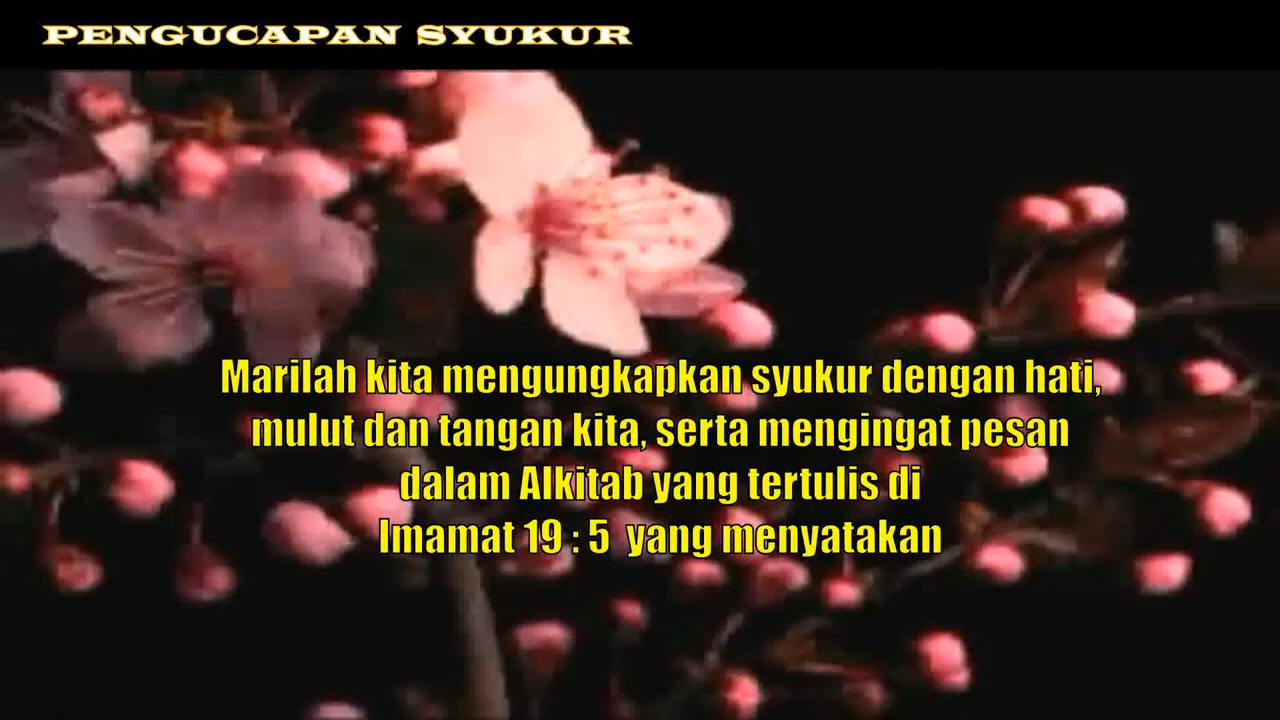 PENGUCAPAN SYUKUR
Marilah kita mengungkapkan syukur dengan hati,
mulut dan tangan kita, serta mengingat pesan
dalam Alkitab yang tertulis di
Imamat 19 : 5 yang menyatakan